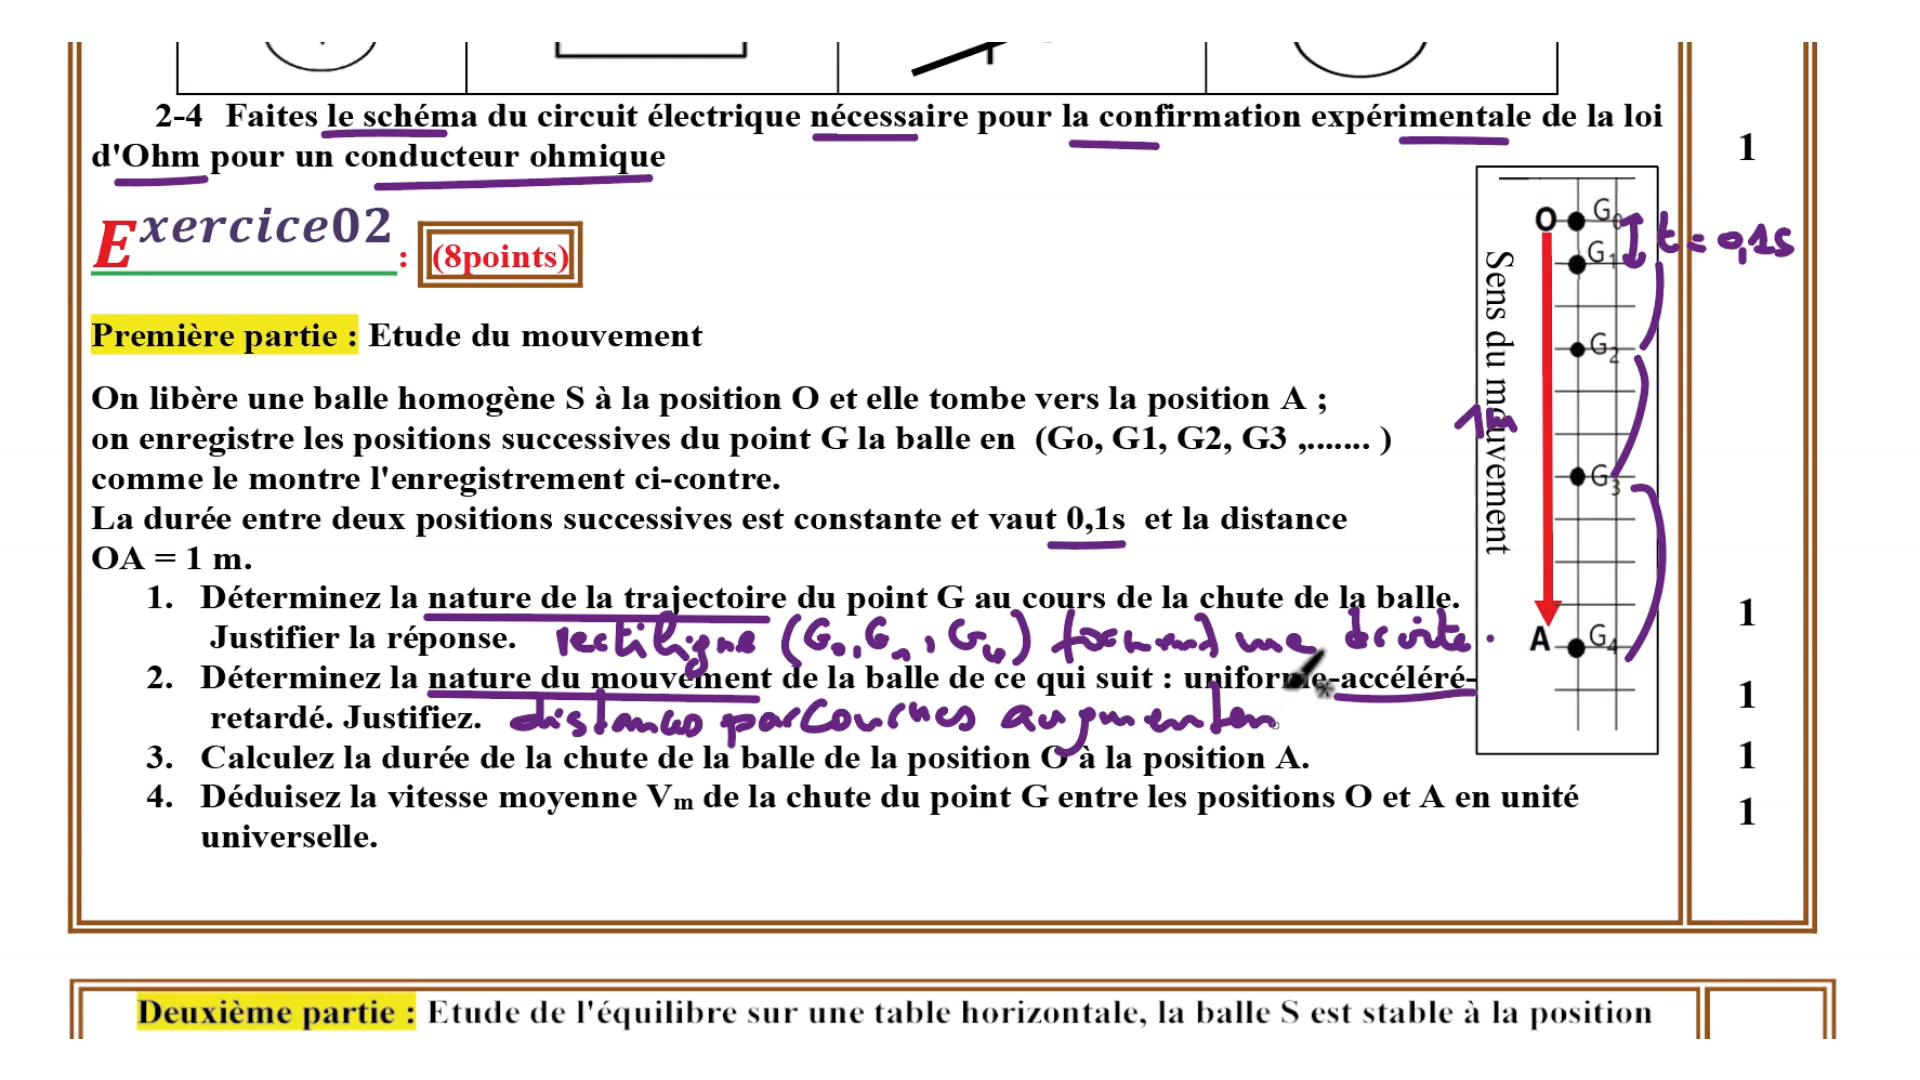 2-4 Faites le schéma du circuit électrique nécessaire pour la confirmation expérimentale de la loi
d'Ohm pour un conducteur ohmique
1
Exercice02 : (8points)
Première partie : Etude du mouvement
On libère une balle homogène S à la position O et elle tombe vers la position A ;
on enregistre les positions successives du point G la balle en (Go, G1, G2, G3 ,....... )
comme le montre l'enregistrement ci-contre.
La durée entre deux positions successives est constante et vaut 0,1s et la distance
OA = 1 m.
1. Déterminez la nature de la trajectoire du point G au cours de la chute de la balle.
Justifier la réponse. rectiligne (G0, Gn, G4) forment une droite.
1
2. Déterminez la nature du mouvement de la balle de ce qui suit : uniforme-accéléré-
retardé. Justifiez. distances parcourues augmenten
1
3. Calculez la durée de la chute de la balle de la position O à la position A.
1
4. Déduisez la vitesse moyenne Vm de la chute du point G entre les positions O et A en unité
universelle.
1
O G0
t = 0,1s
G1
G2
G3
A G4
Sens du mouvement
1m
Deuxième partie : Etude de l'équilibre sur une table horizontale, la balle S est stable à la position